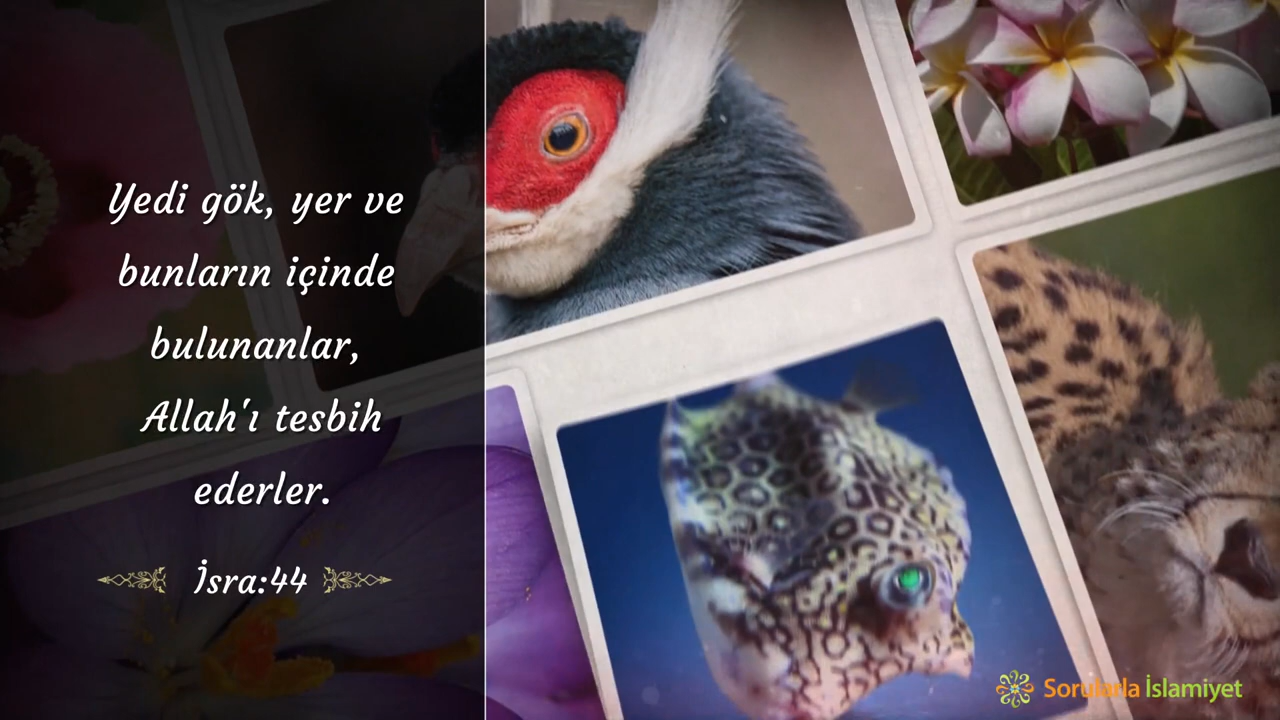 Yedi gök, yer ve
bunların içinde
bulunanlar,
Allah'ı tesbih
ederler.
İsra:44
Sorularla İslamiyet